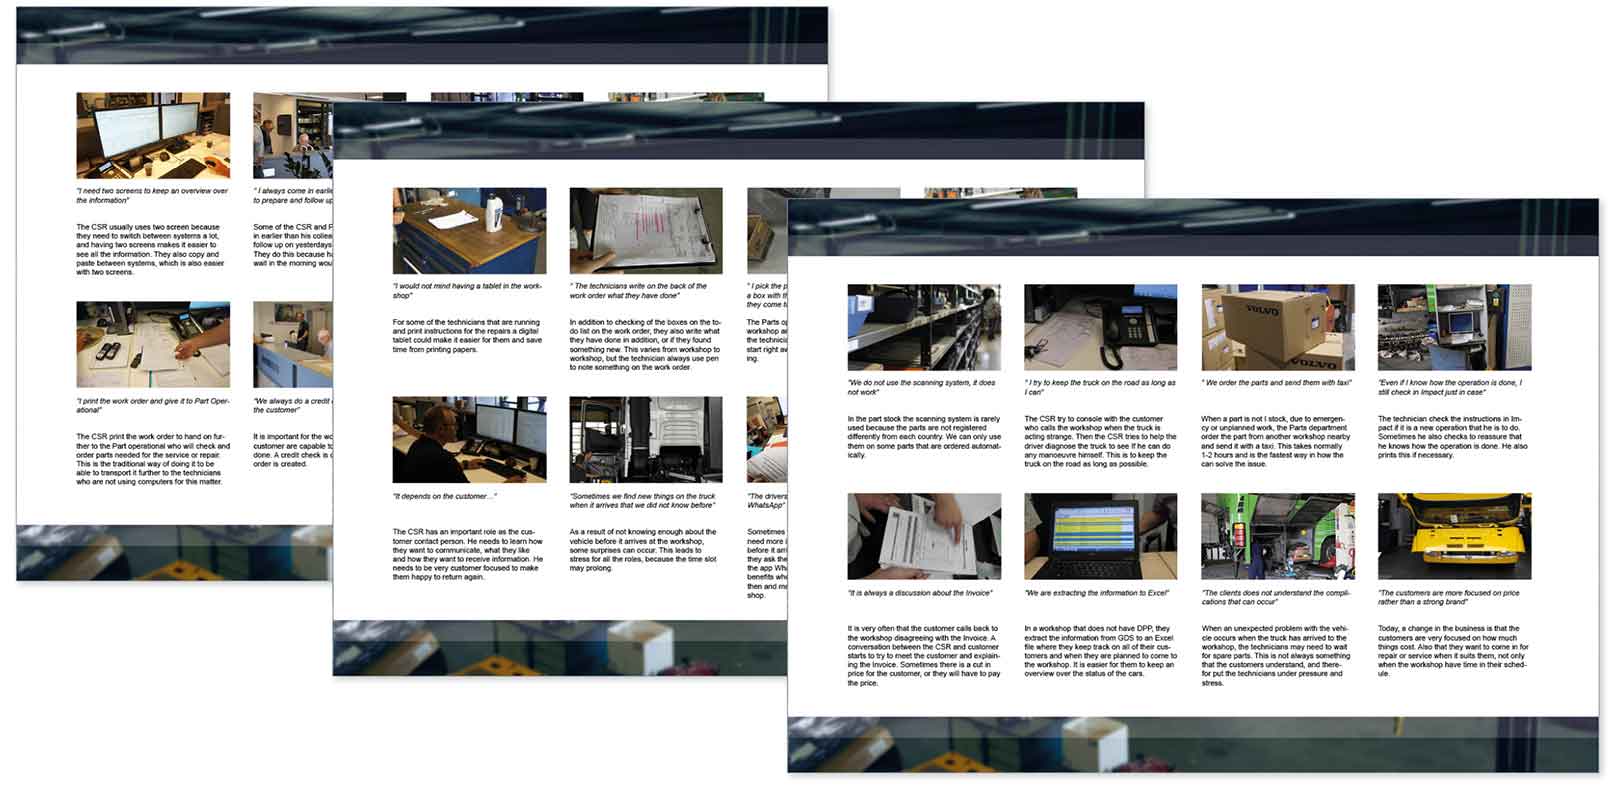 "I need two screens to keep an overview over
the information"
The CSR usually uses two screen because
they need to switch between systems a lot,
and having two screens makes it easier to
see all the information. They also copy and
paste between systems, which is also easier
with two screens.
" I always come in earlie
to prepare and follow up
Some of the CSR and P
in earlier than his collea
follow up on yesterdays
They do this because h
wait in the morning wou
"I print the work order and give it to Part Oper-
ational"
The CSR print the work order to hand on fur-
ther to the Part operational who will check and
order parts needed for the service or repair.
This is the traditional way of doing it to be
able to transport it further to the technicians
who are not using computers for this matter.
"We always do a credit
the customer"
It is important for the wo
customer are capable to
done. A credit check is
order is created.
"I would not mind having a tablet in the work-
shop"
For some of the technicians that are running
and print instructions for the repairs a digital
tablet could make it easier for them and save
time from printing papers.
" The technicians write on the back of the
work order what they have done"
In addition to checking of the boxes on the to-
do list on the work order, they also write what
they have done in addition, or if they found
something new. This varies from workshop to
workshop, but the technician always use pen
to note something on the work order
" I pick the p
a box with th
they come t
The Parts op
workshop a
the technici
start right aw
ing.
"It depends on the customer…"
The CSR has an important role as the cus-
tomer contact person. He needs to learn how
they want to communicate, what they like
and how they want to receive information. He
needs to be very customer focused to make
them happy to return again.
"Sometimes we find new things on the truck
when it arrives that we did not know before"
As a result of not knowing enough about the
vehicle before it arrives at the workshop,
some surprises can occur. This leads to
stress for all the roles, because the time slot
may prolong.
"The drivers
WhatsApp"
Sometimes
need more i
before it arri
they ask the
the app Wh
benefits wh
then and ma
shop.
"We do not use the scanning system, it does
not work"
In the part stock the scanning system is rarely
used because the parts are not registered
differently from each country. We can only use
them on some parts that are ordered automat-
ically.
" I try to keep the truck on the road as long as
I can"
The CSR try to console with the customer
who calls the workshop when the truck is
acting strange. Then the CSR tries to help the
driver diagnose the truck to see if he can do
any manoeuvre himself. This is to keep the
truck on the road as long as possible.
VOLVO
VOLVO
" We order the parts and send them with taxi"
When a part is not I stock, due to emergen-
cy or unplanned work, the Parts department
order the part from another workshop nearby
and send it with a taxi. This takes normally
1-2 hours and is the fastest way in how the
can solve the issue.
"Even if I know how the operation is done, I
still check in Impact just in case"
The technician check the instructions in Im-
pact if it is a new operation that he is to do.
Sometimes he also checks to reassure that
he knows how the operation is done. He also
prints this if necessary.
"It is always a discussion about the Invoice"
It is very often that the customer calls back to
the workshop disagreeing with the Invoice. A
conversation between the CSR and customer
starts to try to meet the customer and explain-
ing the Invoice. Sometimes there is a cut in
price for the customer, or they will have to pay
the price.
"We are extracting the information to Excel"
In a workshop that does not have DPP, they
extract the information from GDS to an Excel
file where they keep track on all of their cus-
tomers and when they are planned to come to
the workshop. It is easier for them to keep an
overview over the status of the cars.
"The clients does not understand the compli-
cations that can occur"
When an unexpected problem with the vehi-
cle occurs when the truck has arrived to the
workshop, the technicians may need to wait
for spare parts. This is not always something
that the customers understand, and there-
for put the technicians under pressure and
stress.
"The customers are more focused on price
rather than a strong brand"
Today, a change in the business is that the
customers are very focused on how much
things cost. Also that they want to come in for
repair or service when it suits them, not only
when the workshop have time in their sched-
ule.